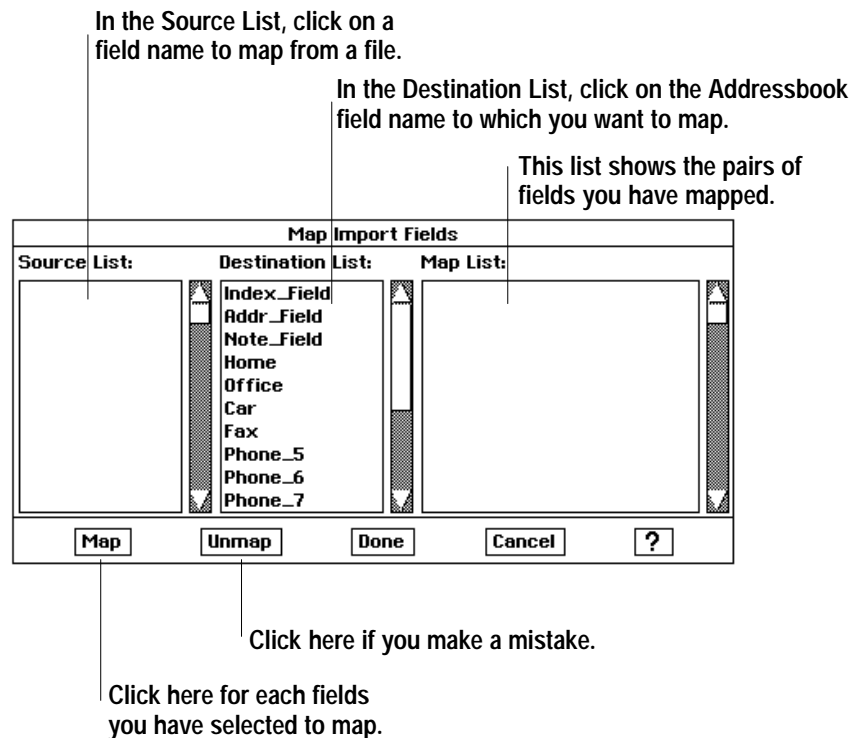 In the Source List, click on a
field name to map from a file.
In the Destination List, click on the Addressbook
field name to which you want to map.
This list shows the pairs of
fields you have mapped.
Map Import Fields
Source List:
Destination List:
Map List:
Index_Field
Addr_Field
Note_Field
Home
Office
Car
Fax
Phone_5
Phone_6
Phone_7
Map
Unmap
Done
Cancel
?
Click here if you make a mistake.
Click here for each fields
you have selected to map.